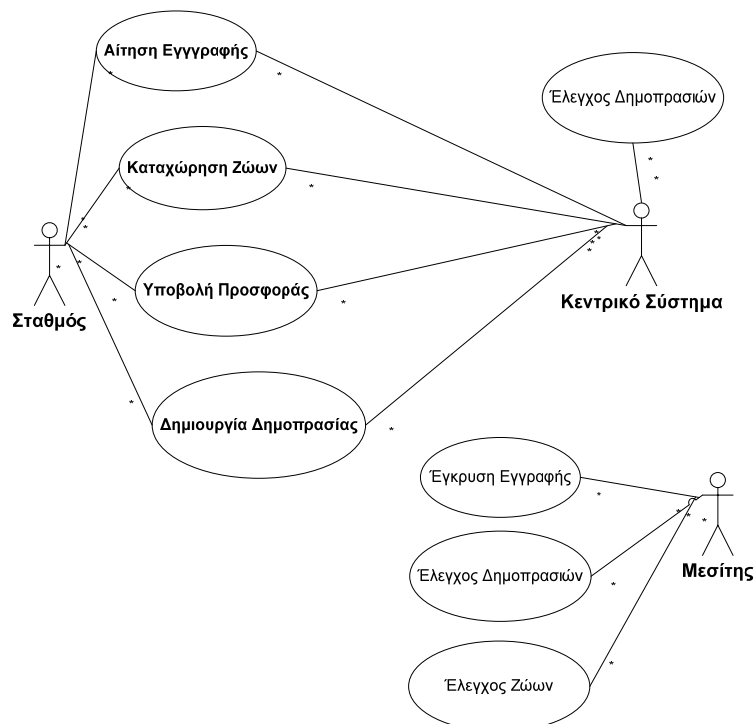 Αίτηση Εγγγραφής
Έλεγχος Δημοπρασιών
Καταχώρηση Ζώων
Υποβολή Προσφοράς
Σταθμός
Κεντρικό Σύστημα
Δημιουργία Δημοπρασίας
Έγκρυση Εγγραφής
Έλεγχος Δημοπρασιών
Μεσίτης
Έλεγχος Ζώων